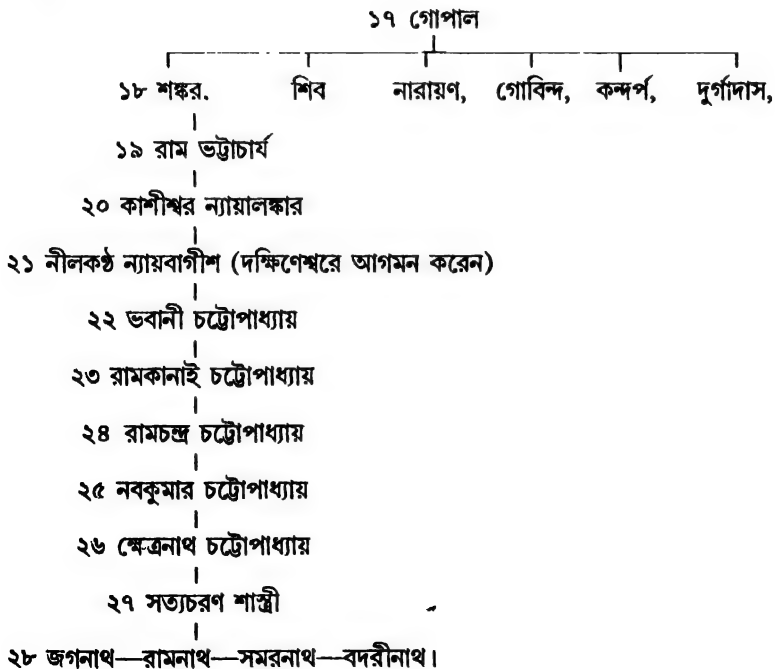 ১৭ গোপাল
১৮ শঙ্কর. শিব নারায়ণ, গোবিন্দ, কন্দর্প, দুর্গাদাস,
১৯ রাম ভট্টাচার্য
২০ কাশীশ্বর ন্যায়ালঙ্কার
২১ নীলকণ্ঠ ন্যায়বাগীশ (দক্ষিণেশ্বরে আগমন করেন)
২২ ভবানী চট্টোপাধ্যায়
২৩ রামকানাই চট্টোপাধ্যায়
২৪ রামচন্দ্র চট্টোপাধ্যায়
২৫ নবকুমার চট্টোপাধ্যায়
২৬ ক্ষেত্রনাথ চট্টোপাধ্যায়
২৭ সত্যচরণ শাস্ত্রী
২৮ জগনাথ—রামনাথ—সমরনাথ—বদরীনাথ।